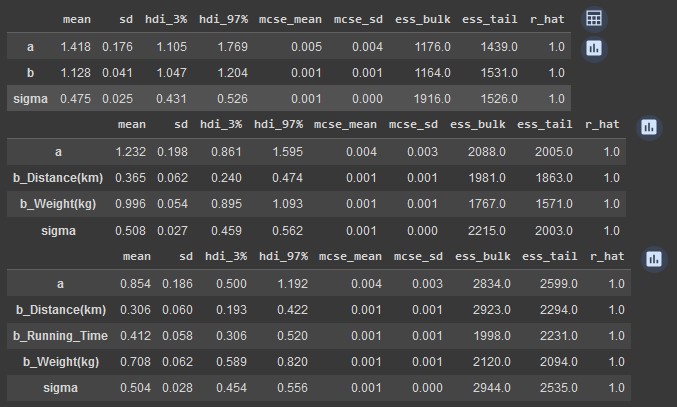 mean sd hdi_3% hdi_97% mcse_mean mcse_sd ess_bulk ess_tail r_hat
a 1.418 0.176 1.105 1.769 0.005 0.004 1176.0 1439.0 1.0
b 1.128 0.041 1.047 1.204 0.001 0.001 1164.0 1531.0 1.0
sigma 0.475 0.025 0.431 0.526 0.001 0.000 1916.0 1526.0 1.0
mean sd hdi_3% hdi_97% mcse_mean mcse_sd ess_bulk ess_tail r_hat
a 1.232 0.198 0.861 1.595 0.004 0.003 2088.0 2005.0 1.0
b_Distance(km) 0.365 0.062 0.240 0.474 0.001 0.001 1981.0 1863.0 1.0
b_Weight(kg) 0.996 0.054 0.895 1.093 0.001 0.001 1767.0 1571.0 1.0
sigma 0.508 0.027 0.459 0.562 0.001 0.000 2215.0 2003.0 1.0
mean sd hdi_3% hdi_97% mcse_mean mcse_sd ess_bulk ess_tail r_hat
a 0.854 0.186 0.500 1.192 0.004 0.003 2834.0 2599.0 1.0
b_Distance(km) 0.306 0.060 0.193 0.422 0.001 0.001 2923.0 2294.0 1.0
b_Running_Time 0.412 0.058 0.306 0.520 0.001 0.001 1998.0 2231.0 1.0
b_Weight(kg) 0.708 0.062 0.589 0.820 0.001 0.001 2120.0 2094.0 1.0
sigma 0.504 0.028 0.454 0.556 0.001 0.000 2944.0 2535.0 1.0